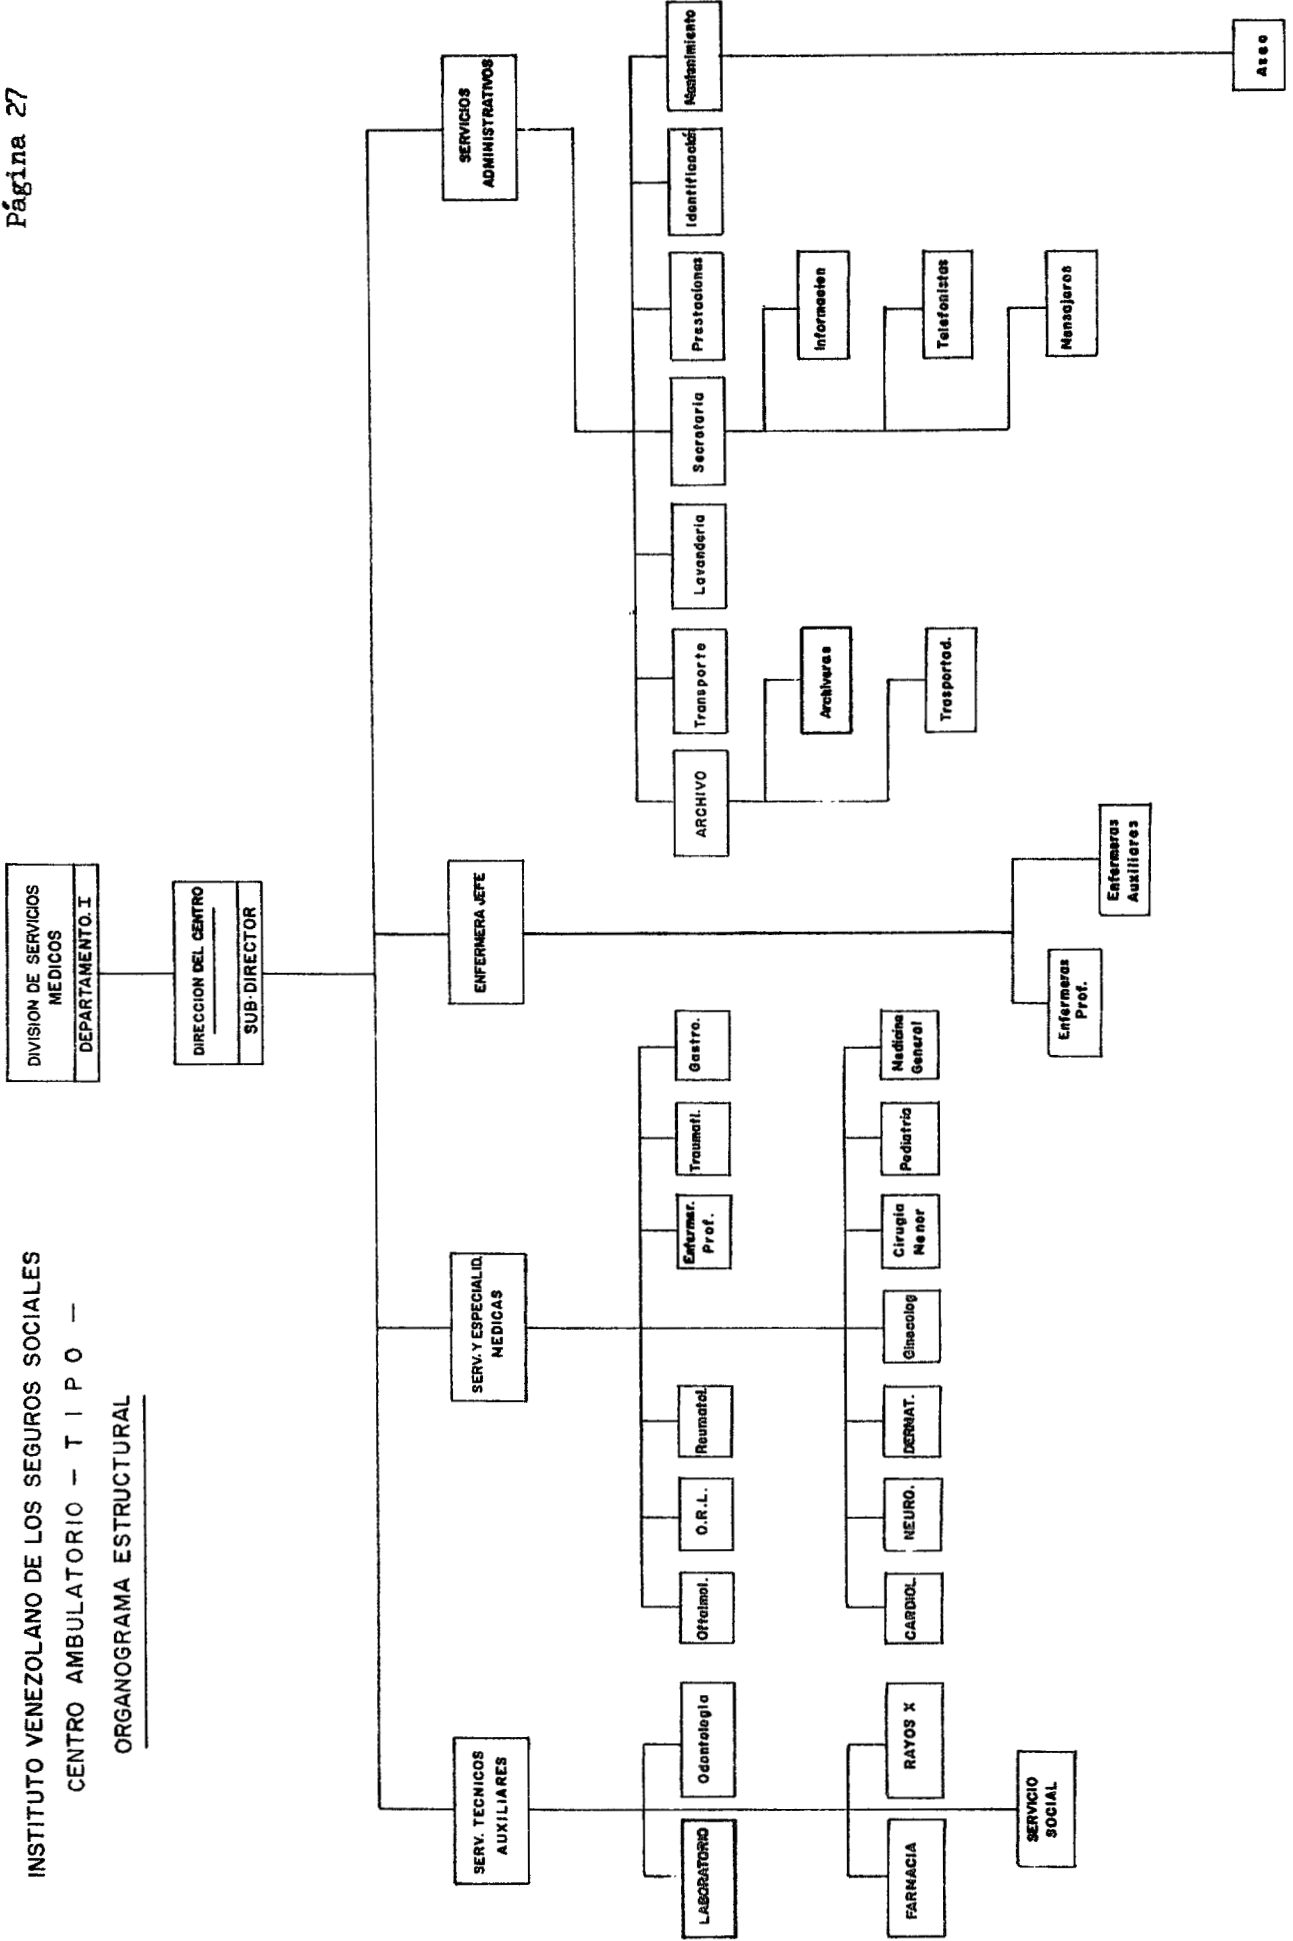 Página 27
INSTITUTO VENEZOLANO DE LOS SEGUROS SOCIALES
CENTRO AMBULATORIO — T I P O —
ORGANOGRAMA ESTRUCTURAL
DIVISION DE SERVICIOS
MEDICOS
DEPARTAMENTO. I
DIRECCION DEL CENTRO
SUB-DIRECTOR
SERV. TECNICOS
AUXILIARES
SERV. Y ESPECIALID.
MEDICAS
ENFERMERA JEFE
SERVICIOS
ADMINISTRATIVOS
LABORATORIO
Odontologia
Oftalmol.
O.R.L.
Reumatol.
Enfermer.
Prof.
Traumatl.
Gastro.
ARCHIVO
Transporte
Lavanderia
Secretaria
Prestaciones
Identificación
Mantenimiento
FARMACIA
RAYOS X
CARDIOL.
NEURO.
DERMAT.
Ginecolog
Cirugia
Menor
Pediatria
Medicina
General
Archiveras
Informacion
Trasportad.
Telefonistas
SERVICIO
SOCIAL
Enfermeras
Prof.
Enfermeras
Auxiliares
Mensajeros
Aseo